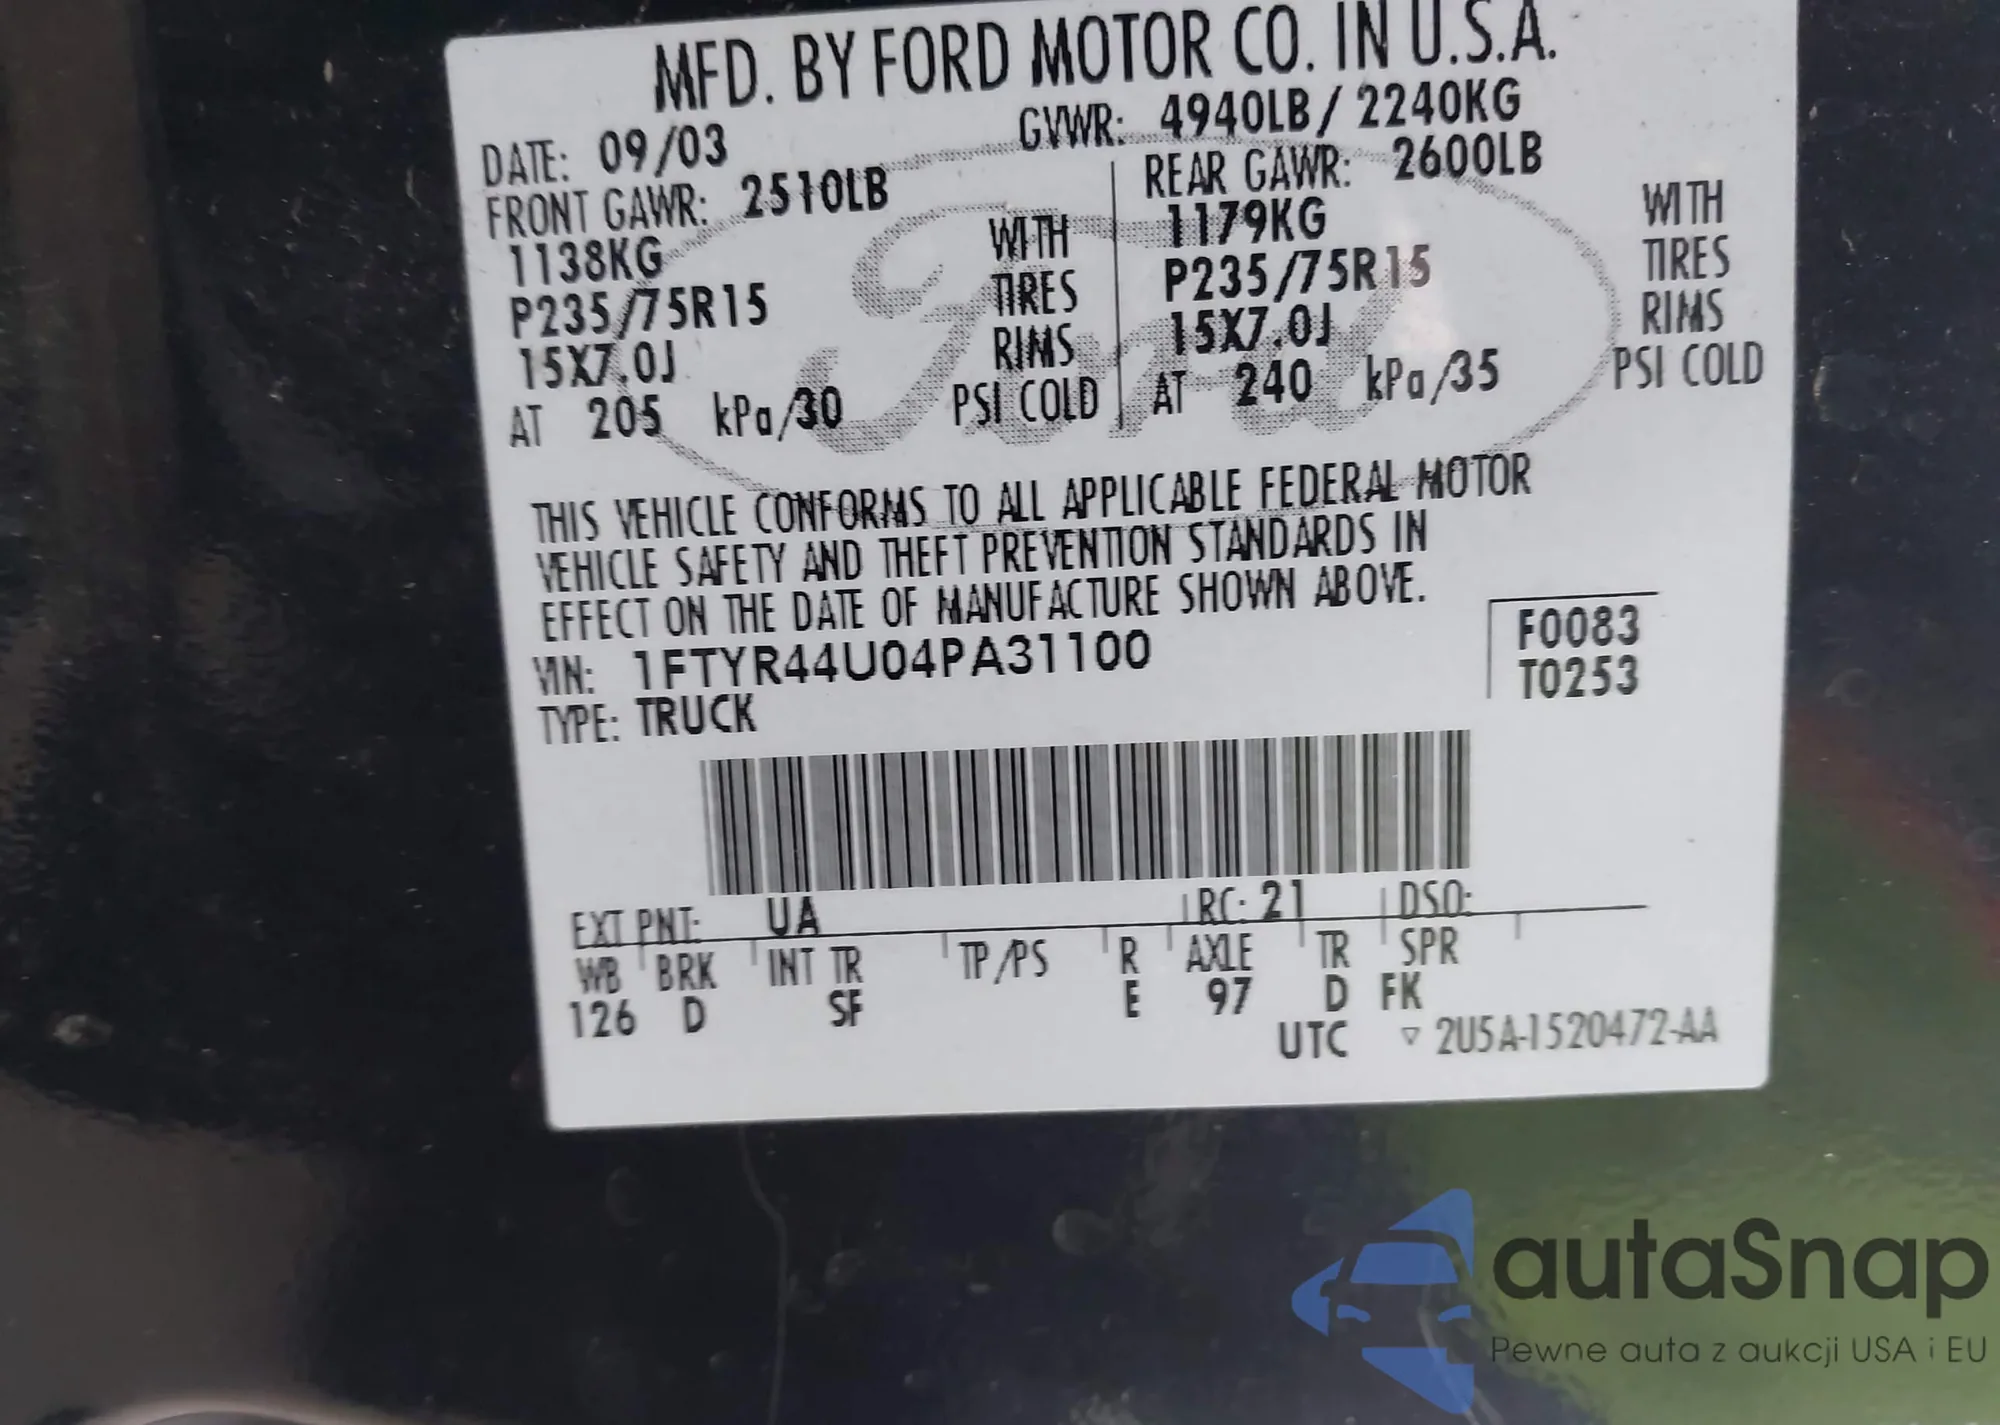 MFD. BY FORD MOTOR CO. IN U.S.A.
DATE: 09/03 GVWR: 4940LB / 2240KG
FRONT GAWR: 2510LB REAR GAWR: 2600LB
1138KG WITH 1179KG WITH
P235/75R15 TIRES P235/75R15 TIRES
15X7.0J RIMS 15X7.0J RIMS
AT 205 kPa/30 PSI COLD AT 240 kPa/35 PSI COLD
Ford
THIS VEHICLE CONFORMS TO ALL APPLICABLE FEDERAL MOTOR
VEHICLE SAFETY AND THEFT PREVENTION STANDARDS IN
EFFECT ON THE DATE OF MANUFACTURE SHOWN ABOVE.
VIN: 1FTYR44U04PA31100 F0083
TYPE: TRUCK T0253
EXT PNT: UA RC: 21 DSO:
WB BRK INT TR TP/PS R AXLE TR SPR
126 D SF E 97 D FK
UTC ▽ 2U5A-1520472-AA
autaSnap
Pewne auta z aukcji USA i EU